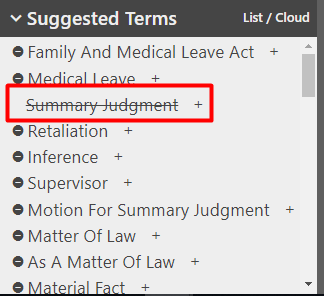 Suggested Terms List / Cloud
Family And Medical Leave Act +
Medical Leave +
Summary Judgment +
Retaliation +
Inference +
Supervisor +
Motion For Summary Judgment +
Matter Of Law +
As A Matter Of Law +
Material Fact +